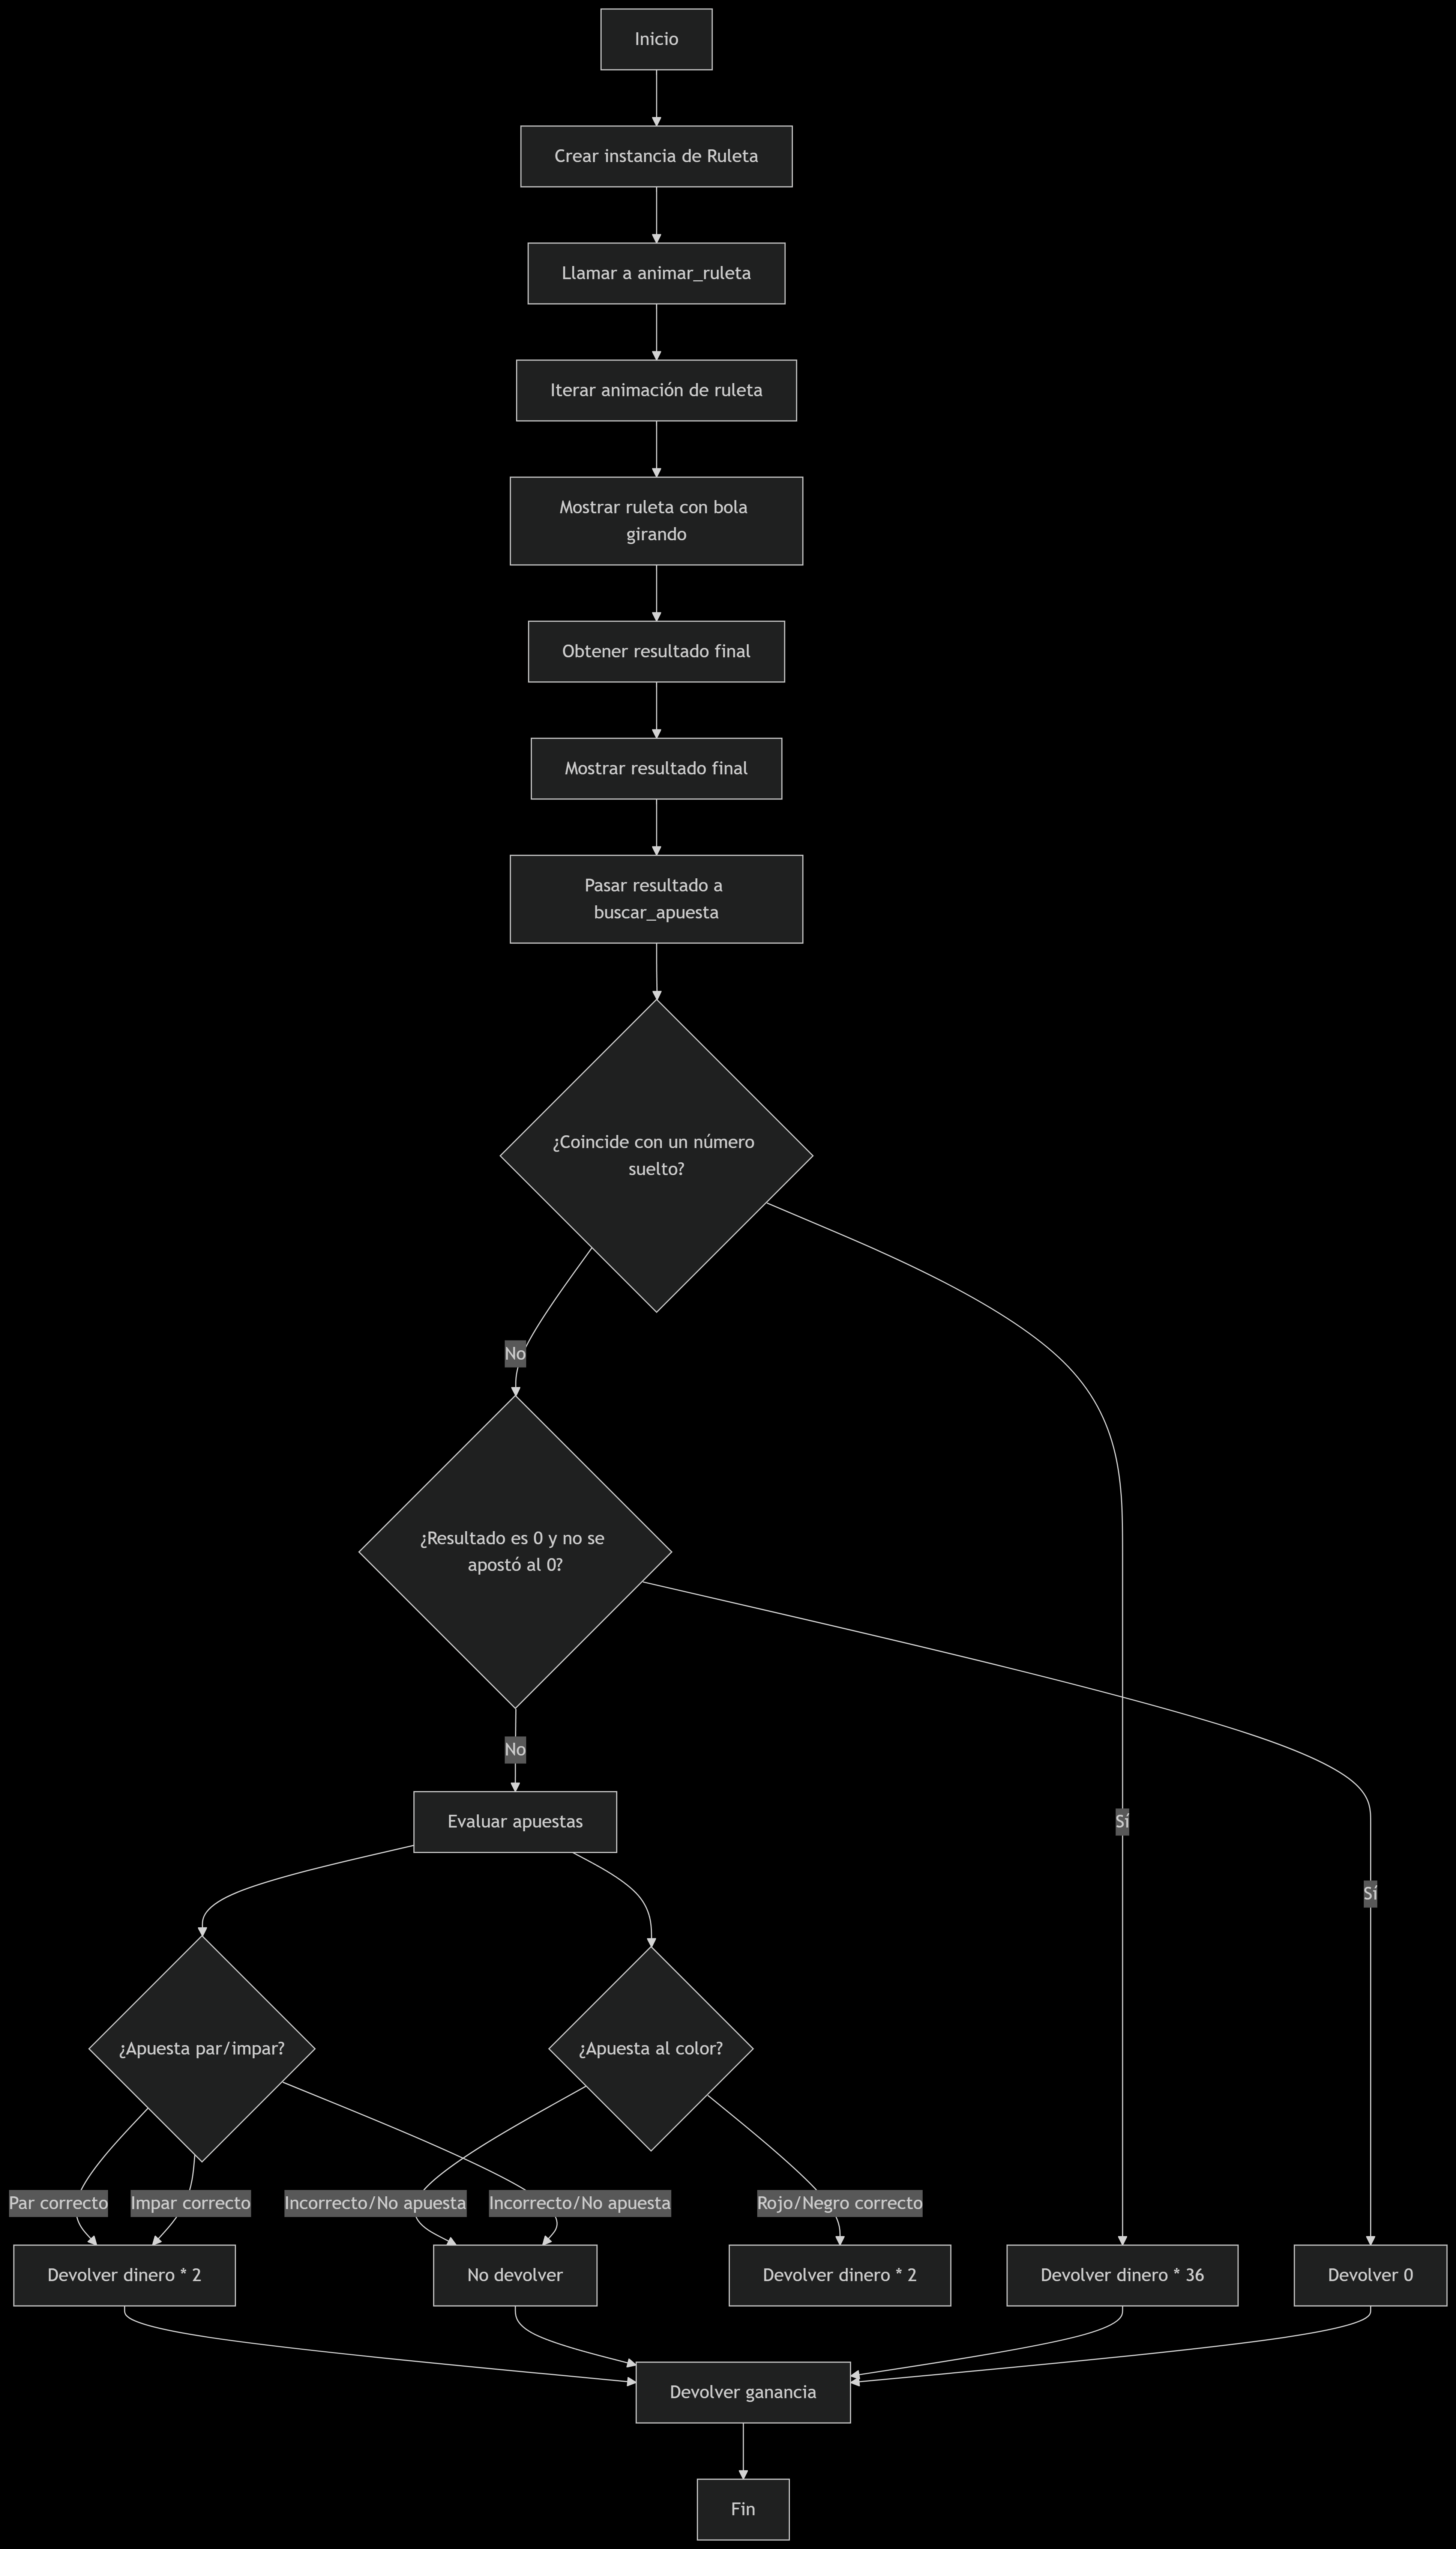 Inicio
Crear instancia de Ruleta
Llamar a animar_ruleta
Iterar animación de ruleta
Mostrar ruleta con bola
girando
Obtener resultado final
Mostrar resultado final
Pasar resultado a
buscar_apuesta
¿Coincide con un número
suelto?
No
¿Resultado es 0 y no se
apostó al 0?
No
Evaluar apuestas
Sí
Sí
¿Apuesta par/impar?
¿Apuesta al color?
Par correcto
Impar correcto
Incorrecto/No apuesta
Incorrecto/No apuesta
Rojo/Negro correcto
Devolver dinero * 2
No devolver
Devolver dinero * 2
Devolver dinero * 36
Devolver 0
Devolver ganancia
Fin